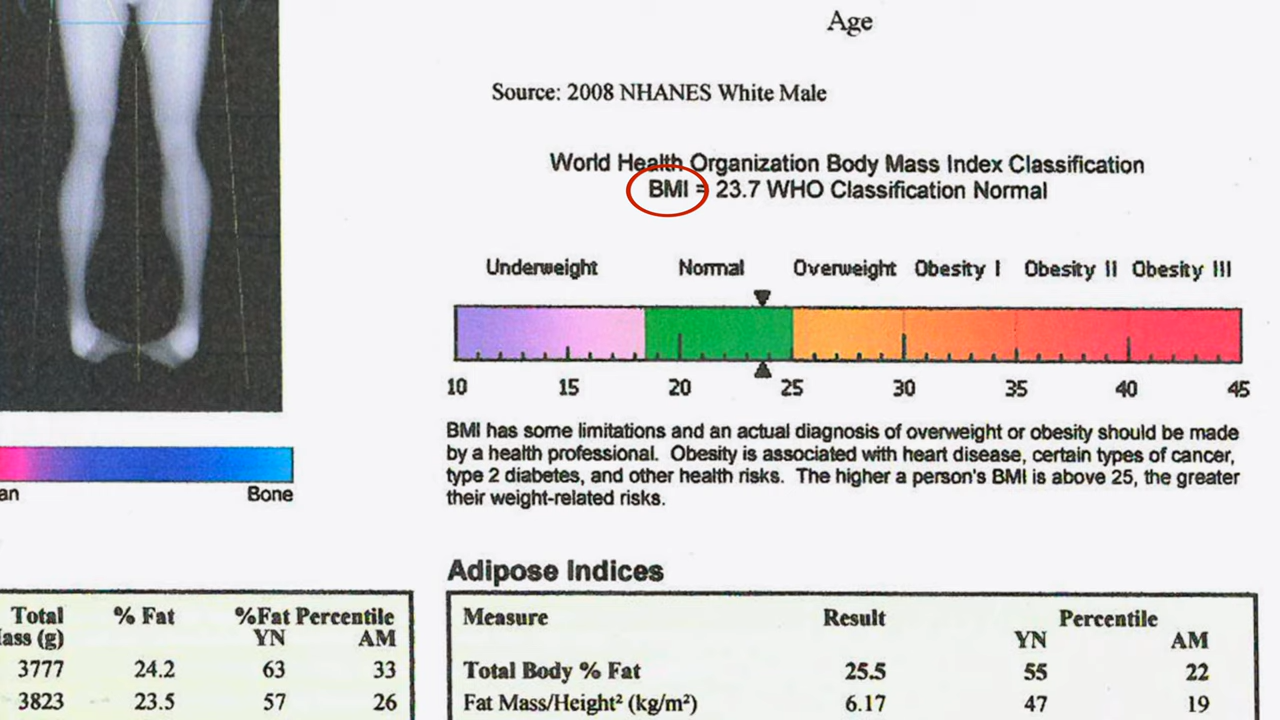 Age
Source: 2008 NHANES White Male
World Health Organization Body Mass Index Classification
BMI = 23.7 WHO Classification Normal
Underweight Normal Overweight Obesity I Obesity II Obesity III
10 15 20 25 30 35 40 45
BMI has some limitations and an actual diagnosis of overweight or obesity should be made
by a health professional. Obesity is associated with heart disease, certain types of cancer,
type 2 diabetes, and other health risks. The higher a person's BMI is above 25, the greater
their weight-related risks.
an Bone
Total % Fat %Fat Percentile
ass (g) YN AM
3777 24.2 63 33
3823 23.5 57 26
Adipose Indices
Measure Result Percentile
YN AM
Total Body % Fat 25.5 55 22
Fat Mass/Height² (kg/m²) 6.17 47 19